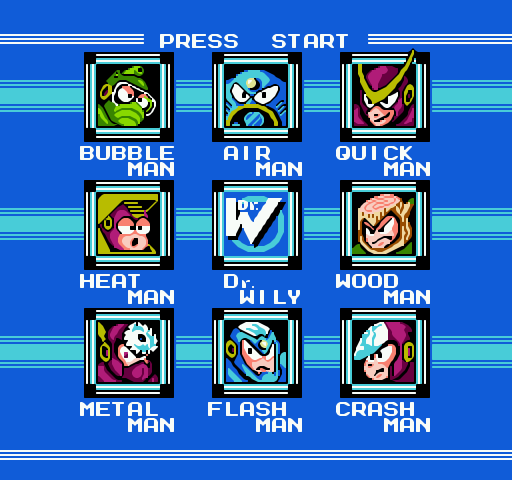 PRESS START
BUBBLE MAN
AIR MAN
QUICK MAN
HEAT MAN
Dr. W
Dr. WILY
WOOD MAN
METAL MAN
FLASH MAN
CRASH MAN